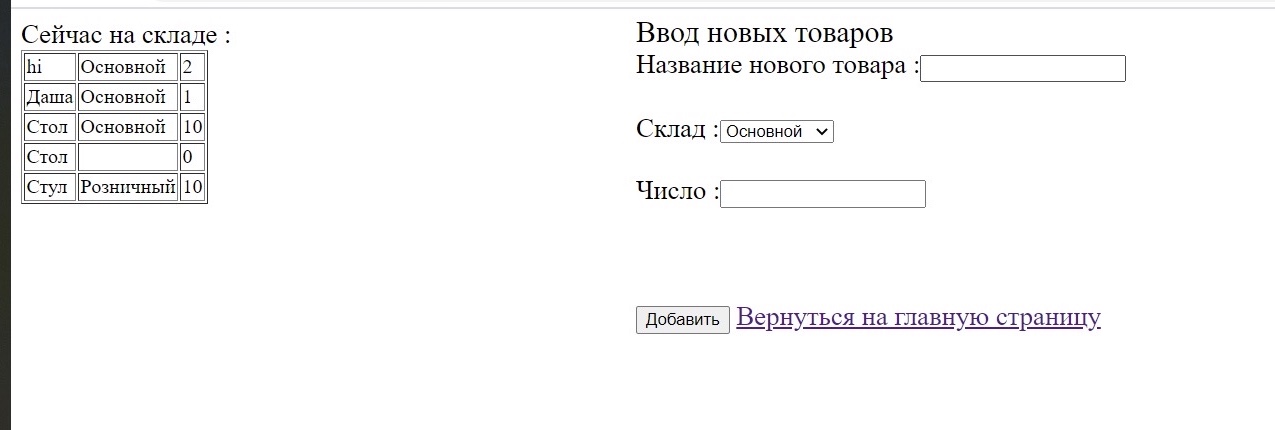 Сейчас на складе :
hi Основной 2
Даша Основной 1
Стол Основной 10
Стол 0
Стул Розничный 10
Ввод новых товаров
Название нового товара :
Склад : Основной
Число :
Добавить Вернуться на главную страницу